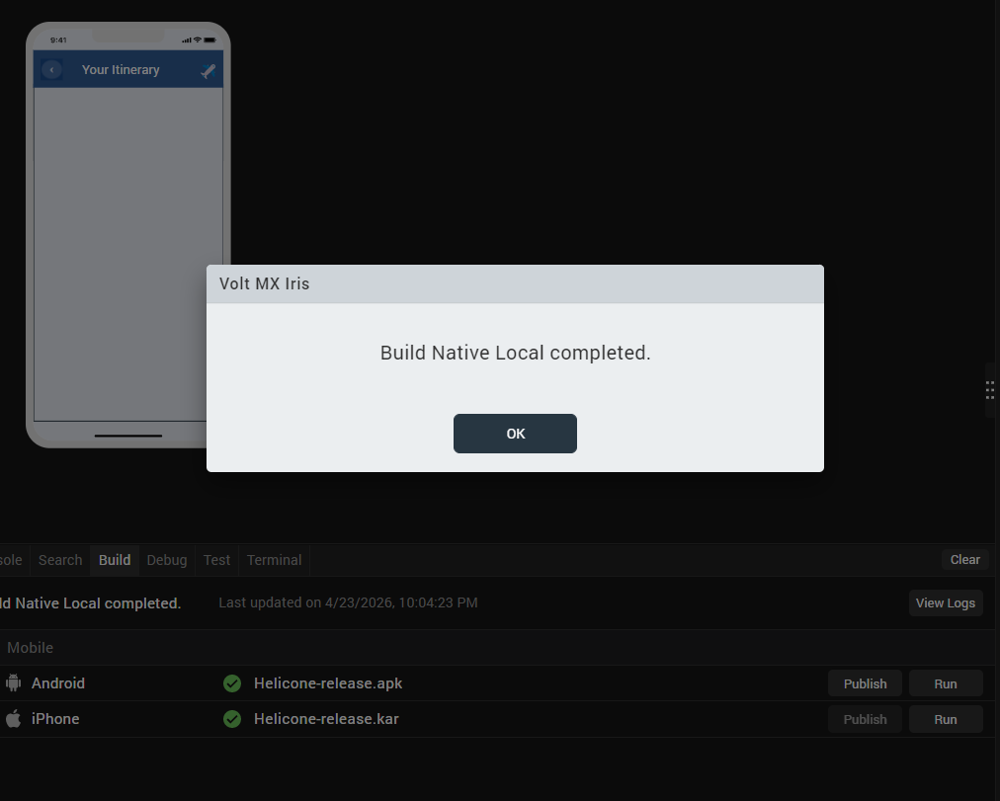 9:41
Your Itinerary
Volt MX Iris
Build Native Local completed.
OK
Search Build Debug Test Terminal Clear
Native Local completed. Last updated on 4/23/2026, 10:04:23 PM View Logs
Mobile
Android Helicone-release.apk Publish Run
iPhone Helicone-release.kar Publish Run